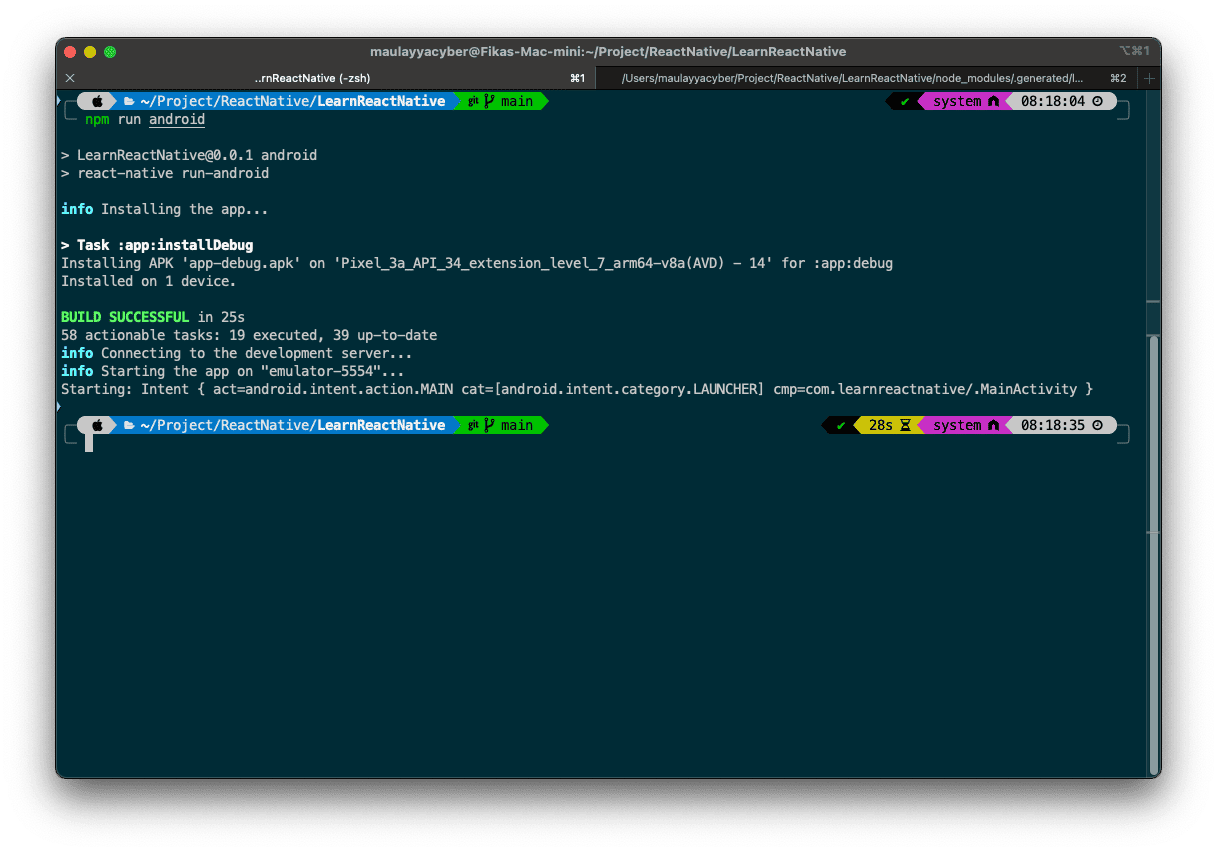 maulayyacyber@Fikas-Mac-mini:~/Project/ReactNative/LearnReactNative ⌥⌘1
..rnReactNative (-zsh) ⌘1 /Users/maulayyacyber/Project/ReactNative/LearnReactNative/node_modules/.generated/l... ⌘2
~/Project/ReactNative/LearnReactNative git main ✔ system 08:18:04
npm run android
> LearnReactNative@0.0.1 android
> react-native run-android
info Installing the app...
> Task :app:installDebug
Installing APK 'app-debug.apk' on 'Pixel_3a_API_34_extension_level_7_arm64-v8a(AVD) - 14' for :app:debug
Installed on 1 device.
BUILD SUCCESSFUL in 25s
58 actionable tasks: 19 executed, 39 up-to-date
info Connecting to the development server...
info Starting the app on "emulator-5554"...
Starting: Intent { act=android.intent.action.MAIN cat=[android.intent.category.LAUNCHER] cmp=com.learnreactnative/.MainActivity }
~/Project/ReactNative/LearnReactNative git main ✔ 28s system 08:18:35